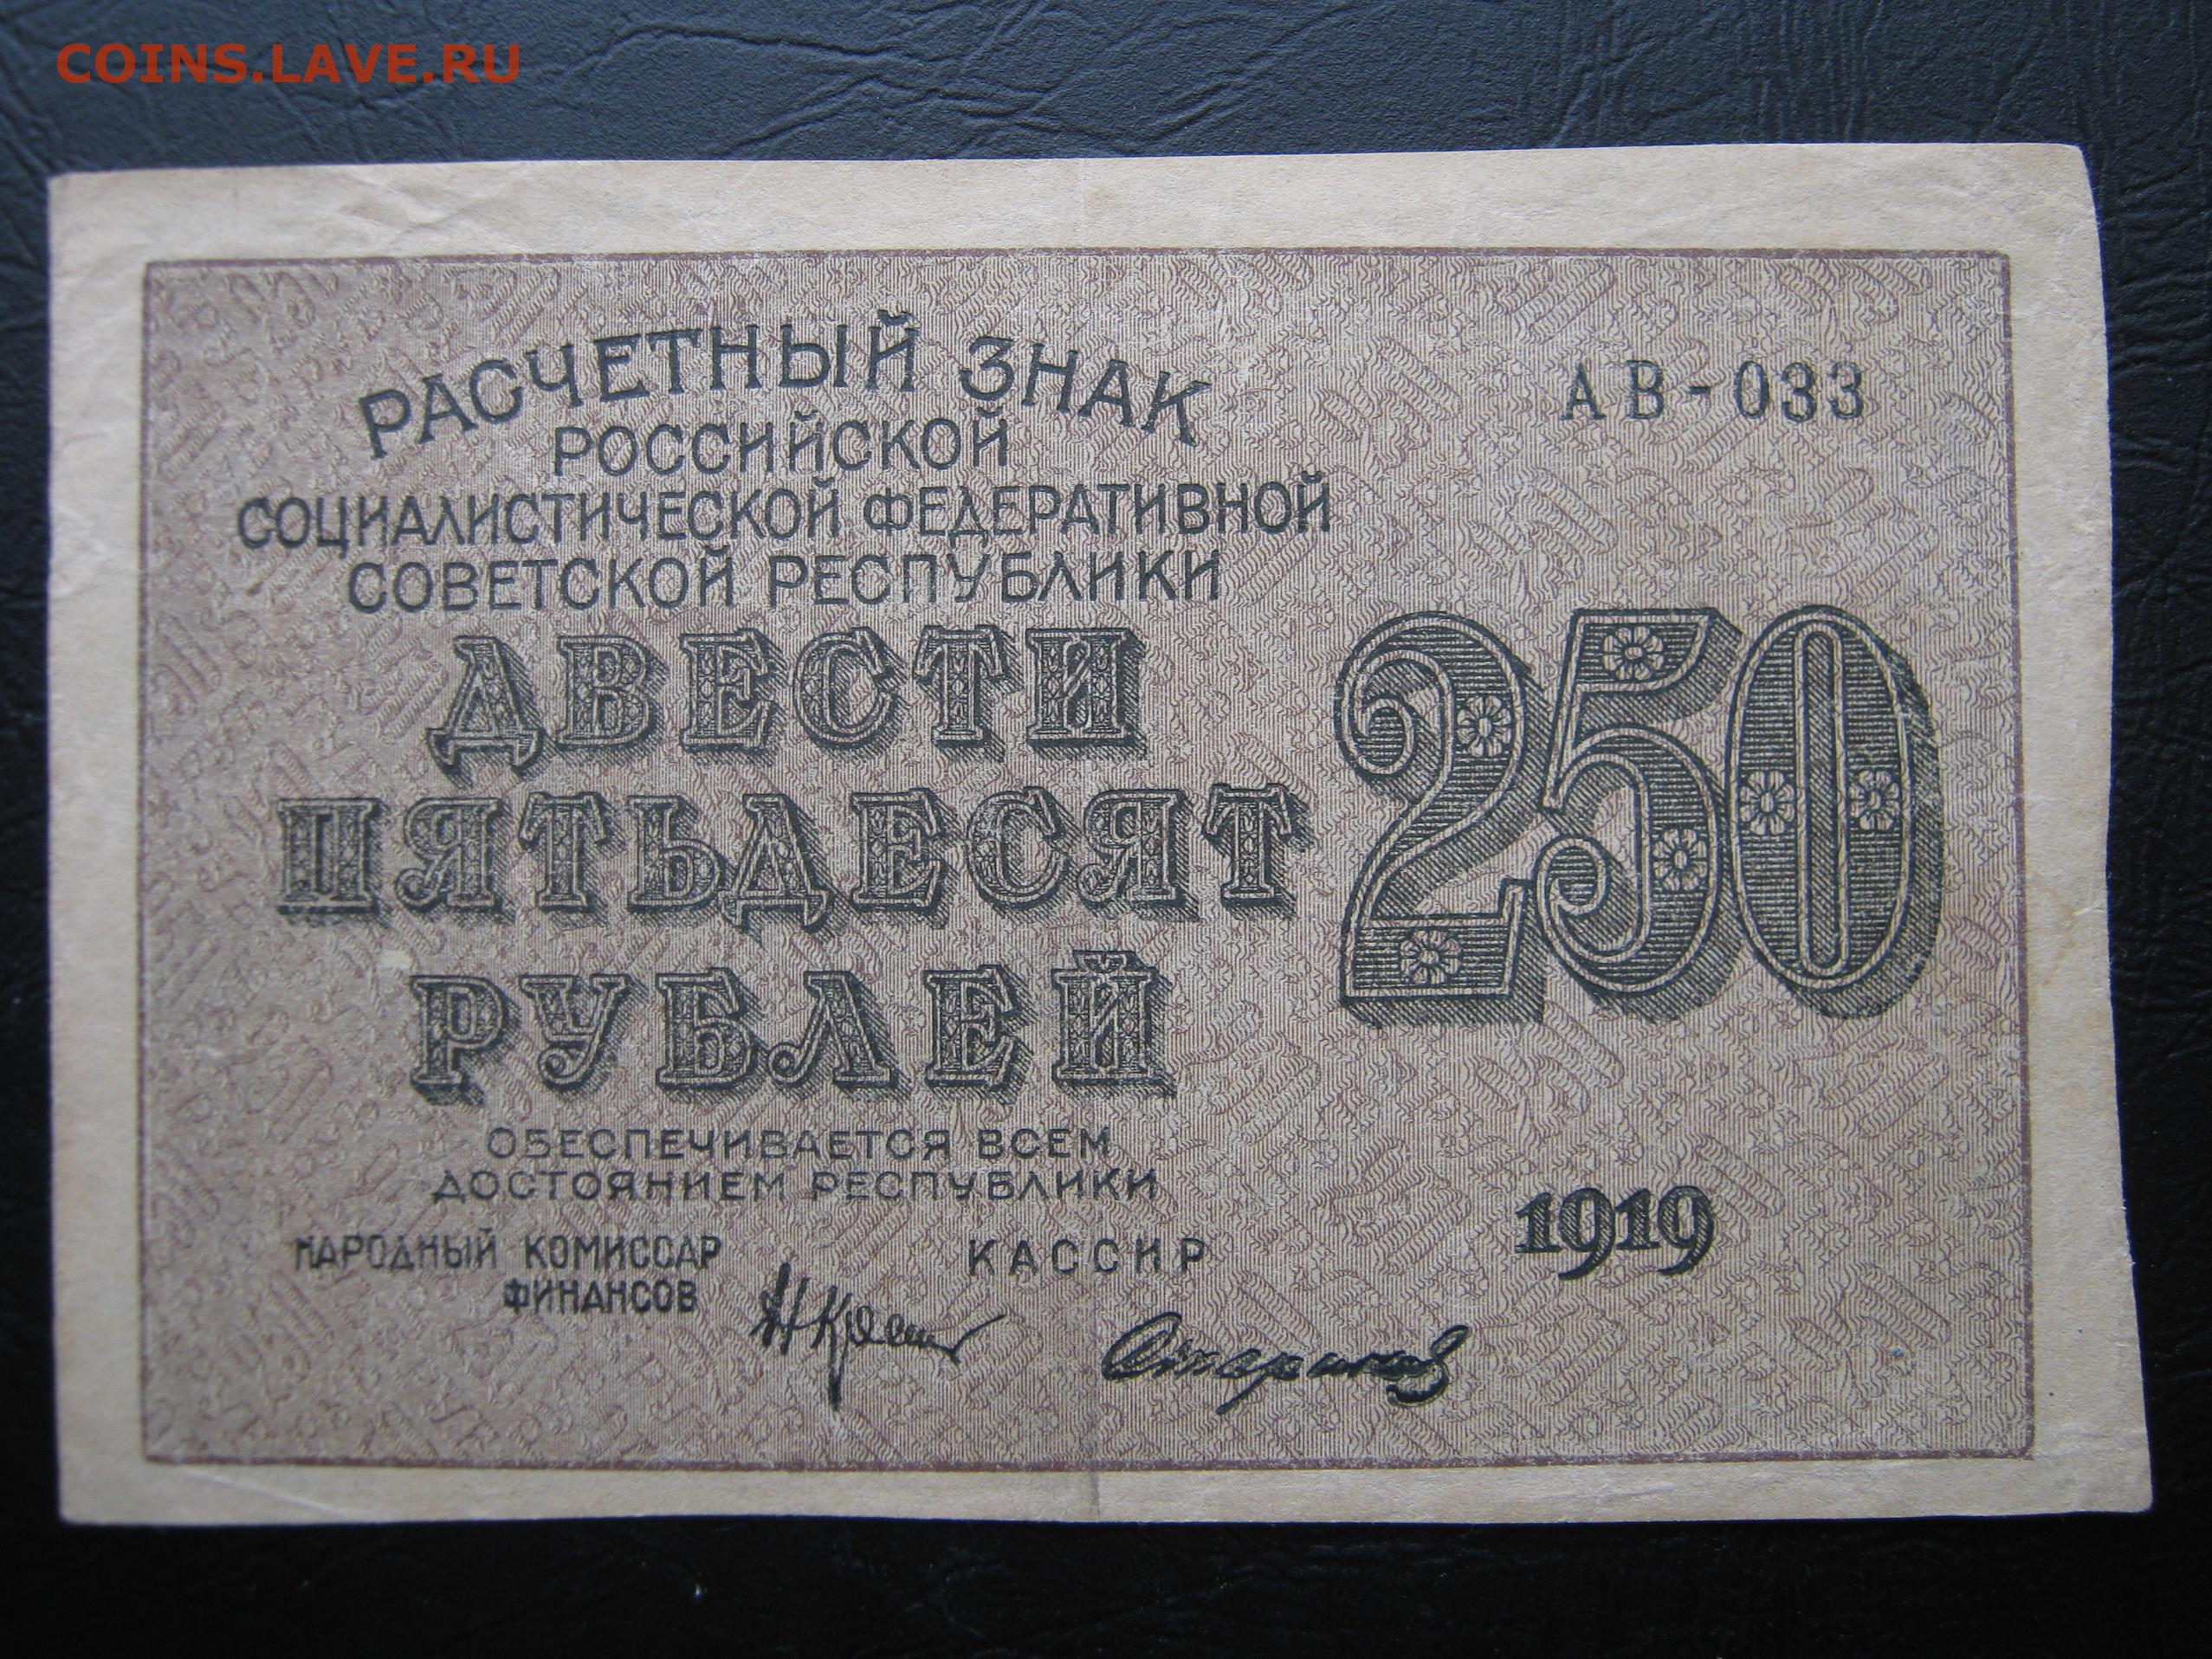 COINS.LAVE.RU
РАСЧЕТНЫЙ ЗНАК
РОССИЙСКОЙ
СОЦИАЛИСТИЧЕСКОЙ ФЕДЕРАТИВНОЙ
СОВЕТСКОЙ РЕСПУБЛИКИ
АВ-033
ДВЕСТИ
ПЯТЬДЕСЯТ
РУБЛЕЙ
250
ОБЕСПЕЧИВАЕТСЯ ВСЕМ
ДОСТОЯНИЕМ РЕСПУБЛИКИ
НАРОДНЫЙ КОМИССАР
ФИНАНСОВ
КАССИР
1919